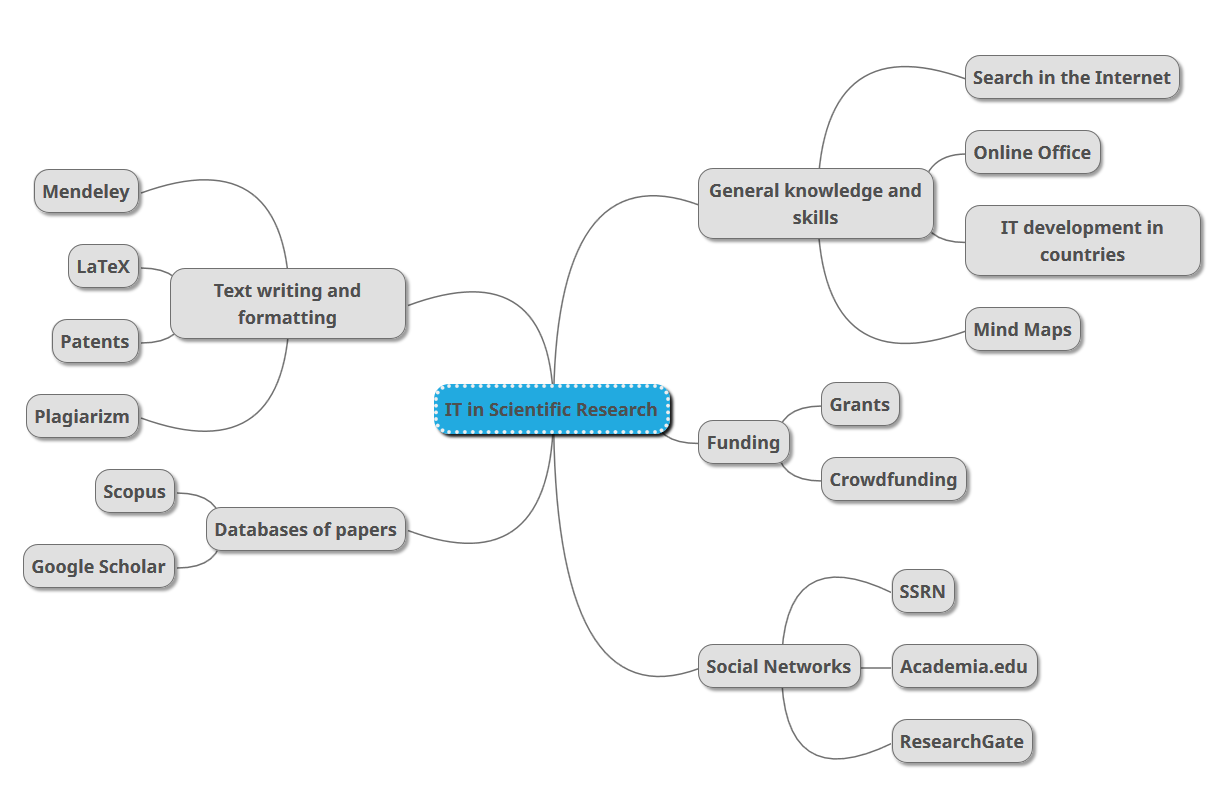 IT in Scientific Research
General knowledge and
skills
Search in the Internet
Online Office
IT development in
countries
Mind Maps
Funding
Grants
Crowdfunding
Social Networks
SSRN
Academia.edu
ResearchGate
Text writing and
formatting
Mendeley
LaTeX
Patents
Plagiarizm
Databases of papers
Scopus
Google Scholar